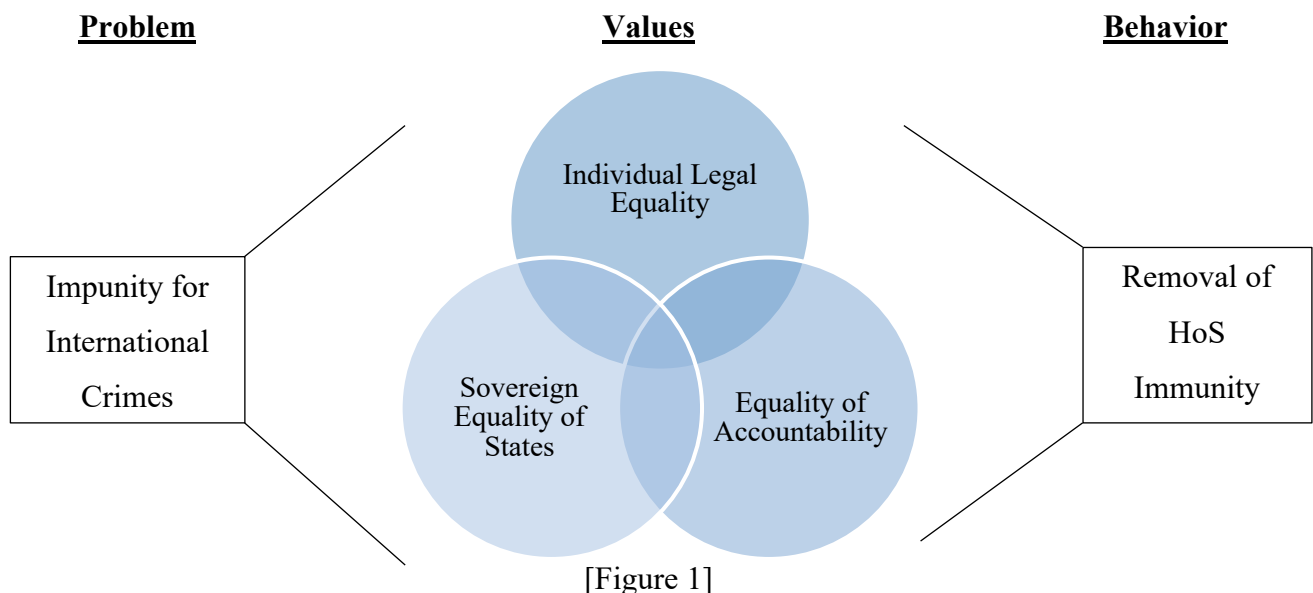 Problem
Values
Behavior
Individual Legal
Equality
Impunity for
International
Crimes
Sovereign
Equality of
States
Equality of
Accountability
Removal of
HoS
Immunity
[Figure 1]